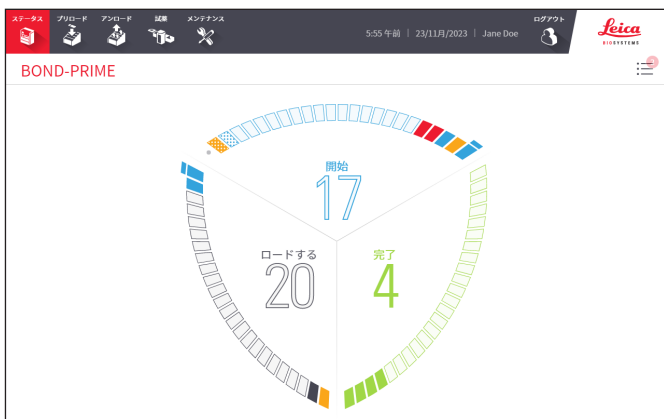 ステータス プリロード アンロード 試薬 メンテナンス
5:55 午前 | 23/11月/2023 | Jane Doe
ログアウト
Leica
BIOSYSTEMS
BOND-PRIME
開始
17
ロードする
20
完了
4